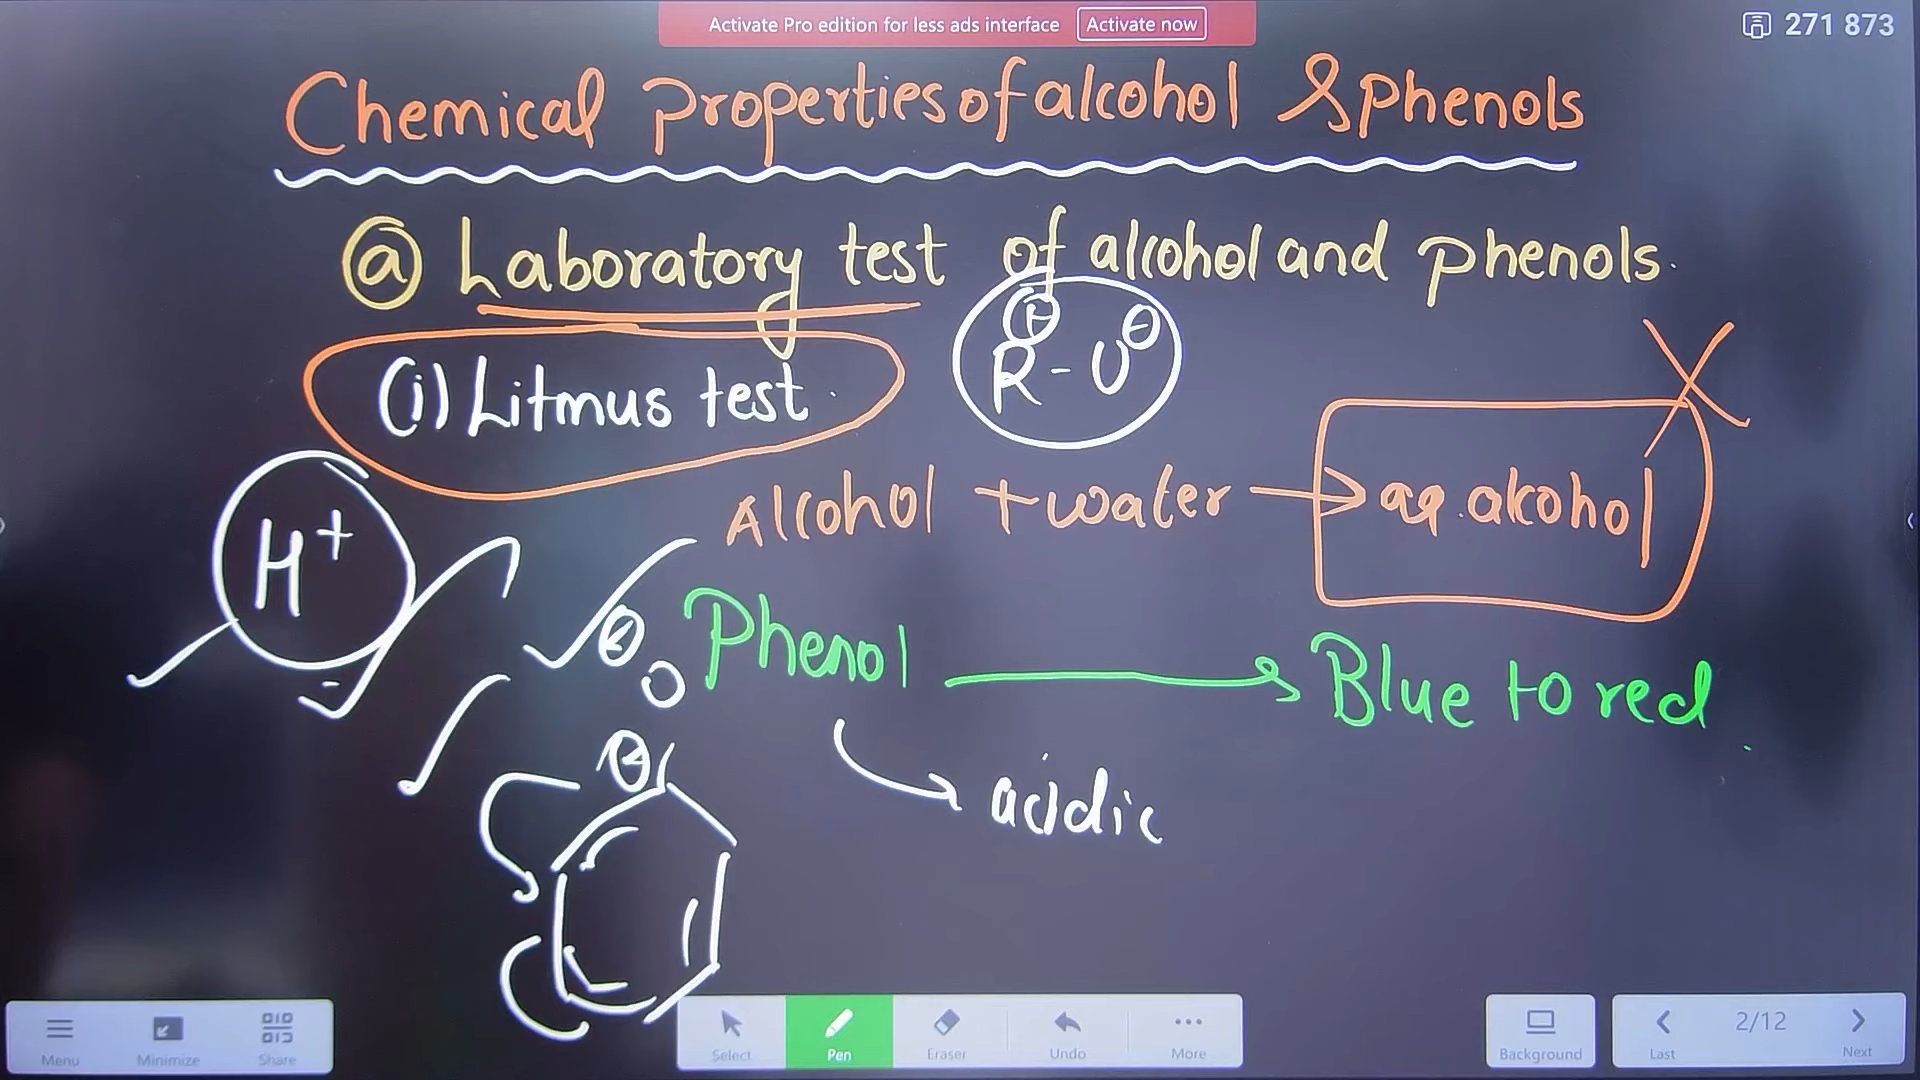 Activate Pro edition for less ads interface Activate now
271 873
Chemical properties of alcohol & phenols
a Laboratory test of alcohol and phenols.
(i) Litmus test.
R - O
Alcohol + water → aq. alcohol
H+
Phenol → Blue to red
O
acidic
Menu
Minimize
Share
Select
Pen
Eraser
Undo
More
Background
2/12
Last
Next